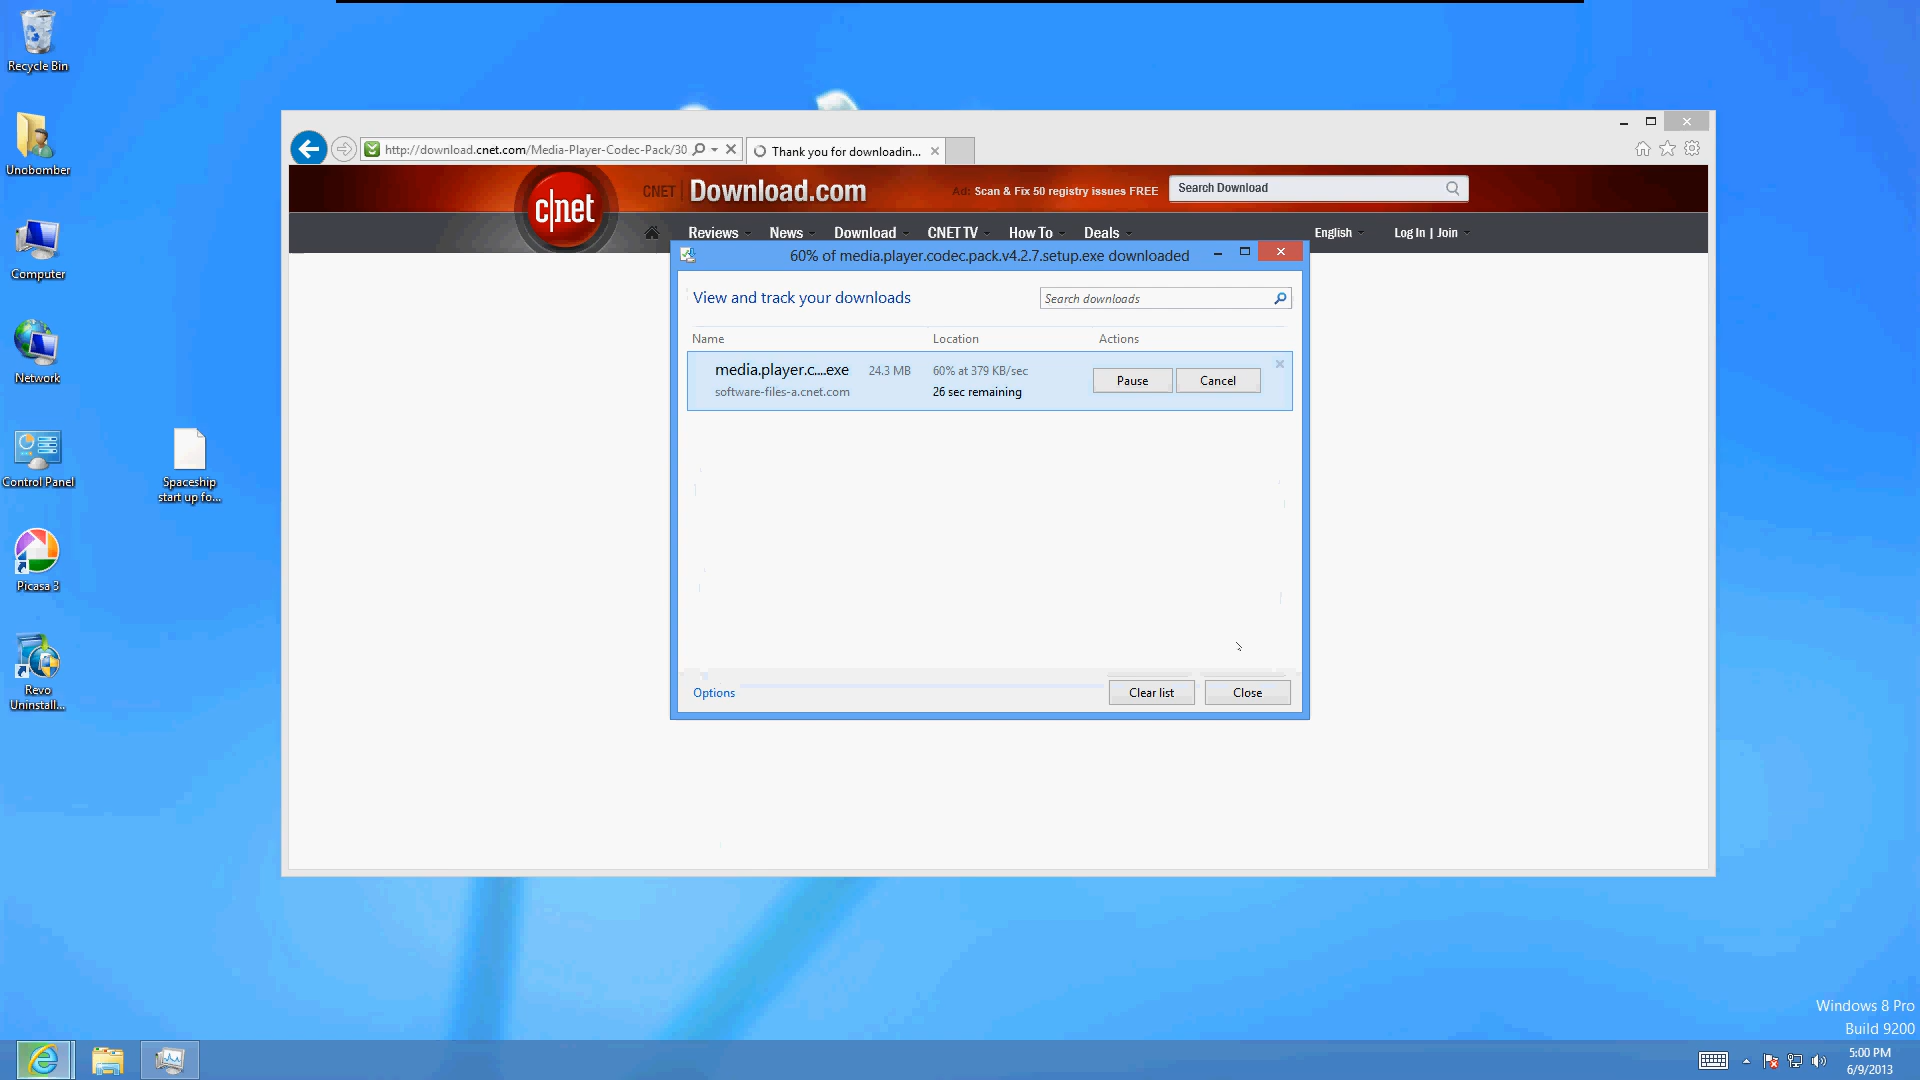 Recycle Bin
Unobomber
Computer
Network
Control Panel
Spaceship
start up fo...
Picasa 3
Revo
Uninstall...
http://download.cnet.com/Media-Player-Codec-Pack/30
Thank you for downloadin...
c|net
CNET | Download.com
Ad: Scan & Fix 50 registry issues FREE
Search Download
Reviews News Download CNET TV How To Deals
English Log In | Join
60% of media.player.codec.pack.v4.2.7.setup.exe downloaded
View and track your downloads
Search downloads
Name Location Actions
media.player.c....exe 24.3 MB 60% at 379 KB/sec Pause Cancel
software-files-a.cnet.com 26 sec remaining
Options Clear list Close
Windows 8 Pro
Build 9200
5:00 PM
6/9/2013